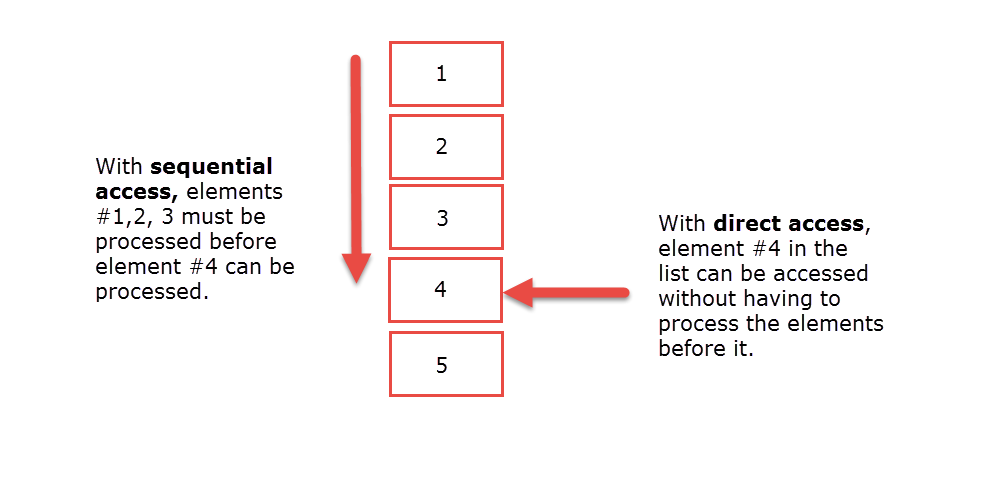 With sequential
access, elements
#1,2, 3 must be
processed before
element #4 can be
processed.
1
2
3
4
5
With direct access,
element #4 in the
list can be accessed
without having to
process the elements
before it.